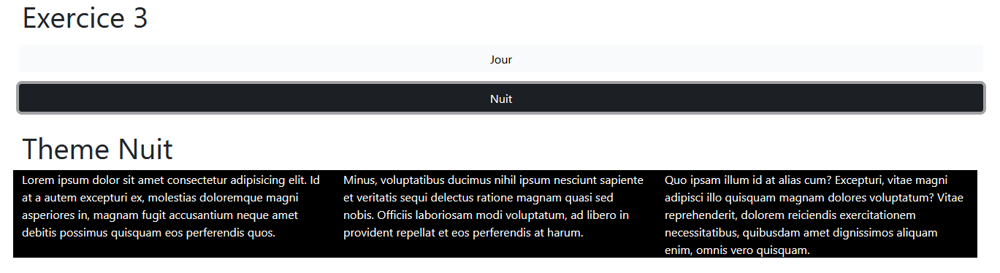 Exercice 3
Jour
Nuit
Theme Nuit
Lorem ipsum dolor sit amet consectetur adipisicing elit. Id
at a autem excepturi ex, molestias doloremque magni
asperiores in, magnam fugit accusantium neque amet
debitis possimus quisquam eos perferendis quos.
Minus, voluptatibus ducimus nihil ipsum nesciunt sapiente
et veritatis sequi delectus ratione magnam quasi sed
nobis. Officiis laboriosam modi voluptatum, ad libero in
provident repellat et eos perferendis at harum.
Quo ipsam illum id at alias cum? Excepturi, vitae magni
adipisci illo quisquam magnam dolores voluptatum? Vitae
reprehenderit, dolorem reiciendis exercitationem
necessitatibus, quibusdam amet dignissimos aliquam
enim, omnis vero quisquam.